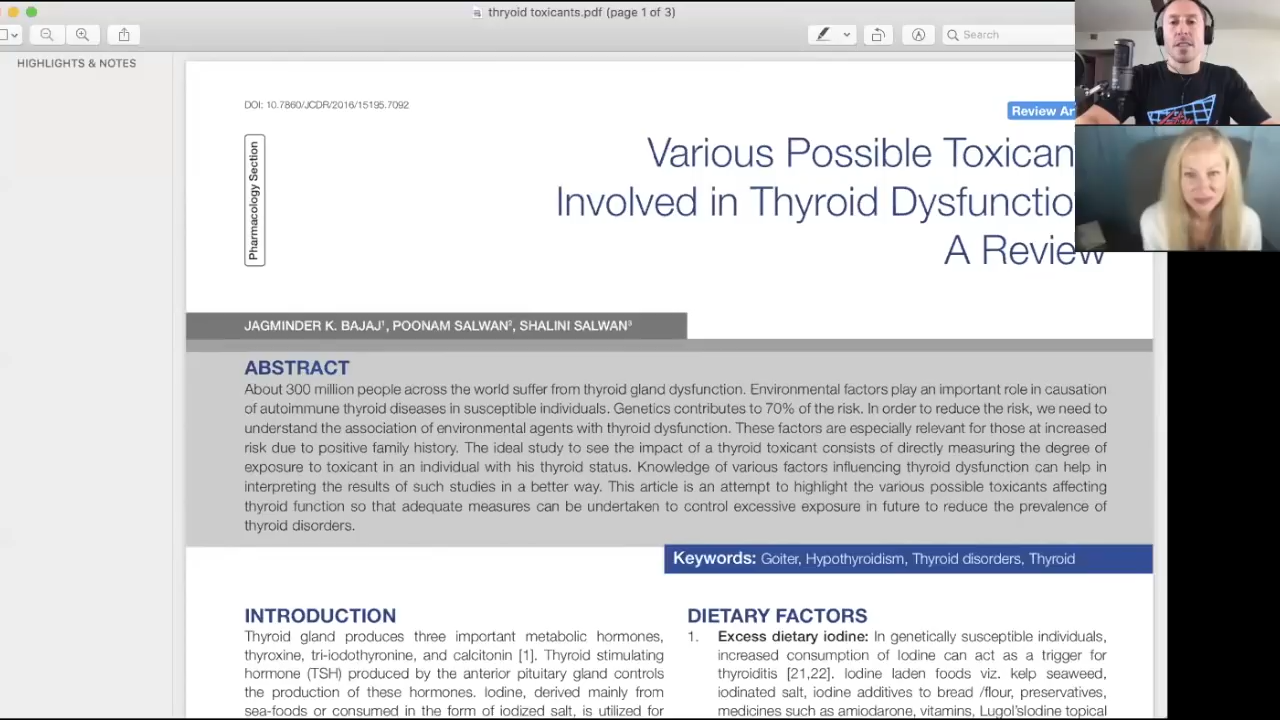 thryoid toxicants.pdf (page 1 of 3)
Search
HIGHLIGHTS & NOTES
DOI: 10.7860/JCDR/2016/15195.7092
Pharmacology Section
Review
Various Possible
Involved in Thyroid
A Review
JAGMINDER K. BAJAJ¹, POONAM SALWAN², SHALINI SALWAN³
ABSTRACT
About 300 million people across the world suffer from thyroid gland dysfunction. Environmental factors play an important role in causation
of autoimmune thyroid diseases in susceptible individuals. Genetics contributes to 70% of the risk. In order to reduce the risk, we need to
understand the association of environmental agents with thyroid dysfunction. These factors are especially relevant for those at increased
risk due to positive family history. The ideal study to see the impact of a thyroid toxicant consists of directly measuring the degree of
exposure to toxicant in an individual with his thyroid status. Knowledge of various factors influencing thyroid dysfunction can help in
interpreting the results of such studies in a better way. This article is an attempt to highlight the various possible toxicants affecting
thyroid function so that adequate measures can be undertaken to control excessive exposure in future to reduce the prevalence of
thyroid disorders.
Keywords: Goiter, Hypothyroidism, Thyroid disorders, Thyroid
INTRODUCTION
Thyroid gland produces three important metabolic hormones,
thyroxine, tri-iodothyronine, and calcitonin [1]. Thyroid stimulating
hormone (TSH) produced by the anterior pituitary gland controls
the production of these hormones. Iodine, derived mainly from
sea-foods or consumed in the form of iodized salt, is utilized for
DIETARY FACTORS
1. Excess dietary iodine: In genetically susceptible individuals,
increased consumption of Iodine can act as a trigger for
thyroiditis [21,22]. Iodine laden foods viz. kelp seaweed,
iodinated salt, iodine additives to bread /flour, preservatives,
medicines such as amiodarone, vitamins, Lugol'sIodine topical